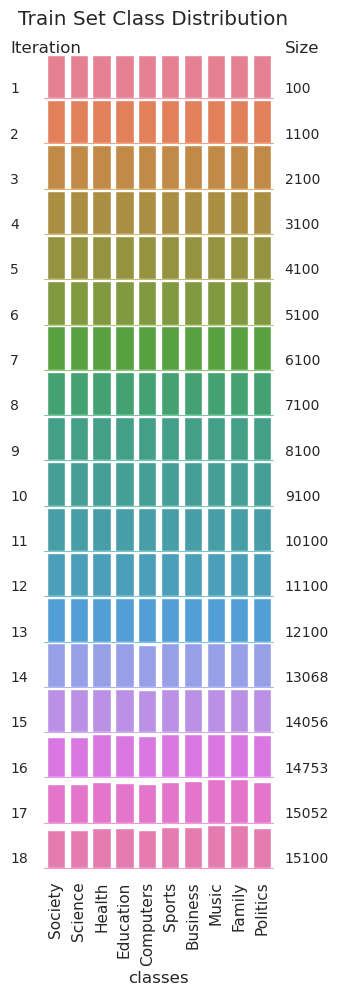 Train Set Class Distribution
Iteration Size
1 100
2 1100
3 2100
4 3100
5 4100
6 5100
7 6100
8 7100
9 8100
10 9100
11 10100
12 11100
13 12100
14 13068
15 14056
16 14753
17 15052
18 15100
Society
Science
Health
Education
Computers
Sports
Business
Music
Family
Politics
classes